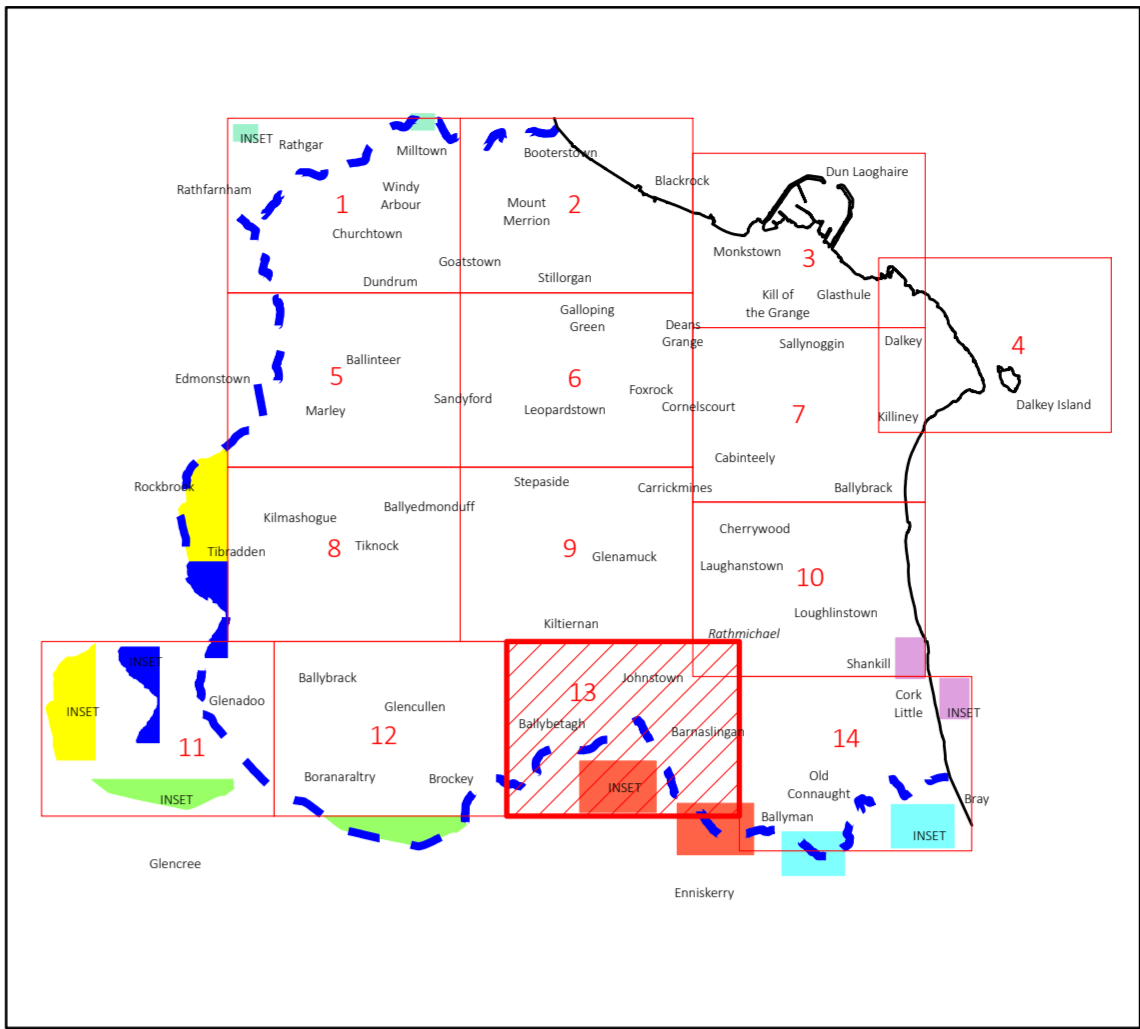 INSET
Rathgar
Milltown
Booterstown
Rathfarnham
Windy
Arbour
1
Churchtown
Mount
Merrion
2
Blackrock
Dun Laoghaire
Goatstown
Dundrum
Stillorgan
Monkstown
3
Kill of
the Grange
Glasthule
Galloping
Green
Deans
Grange
Sallynoggin
Dalkey
4
Dalkey Island
Edmonstown
Ballinteer
5
Marley
Sandyford
6
Leopardstown
Foxrock
Cornelscourt
7
Killiney
Cabinteely
Ballybrack
Rockbrook
Stepaside
Carrickmines
Kilmashogue
Ballyedmonduff
Tibradden
8
Tiknock
9
Glenamuck
Cherrywood
Laughanstown
10
Loughlinstown
Kiltiernan
Rathmichael
Shankill
INSET
INSET
Glenadoo
11
INSET
Ballybrack
Glencullen
12
Boranaraltry
Brockey
Johnstown
13
Ballybetagh
Barnaslingan
INSET
Cork
Little
INSET
14
Old
Connaught
Bray
Ballyman
INSET
Glencree
Enniskerry